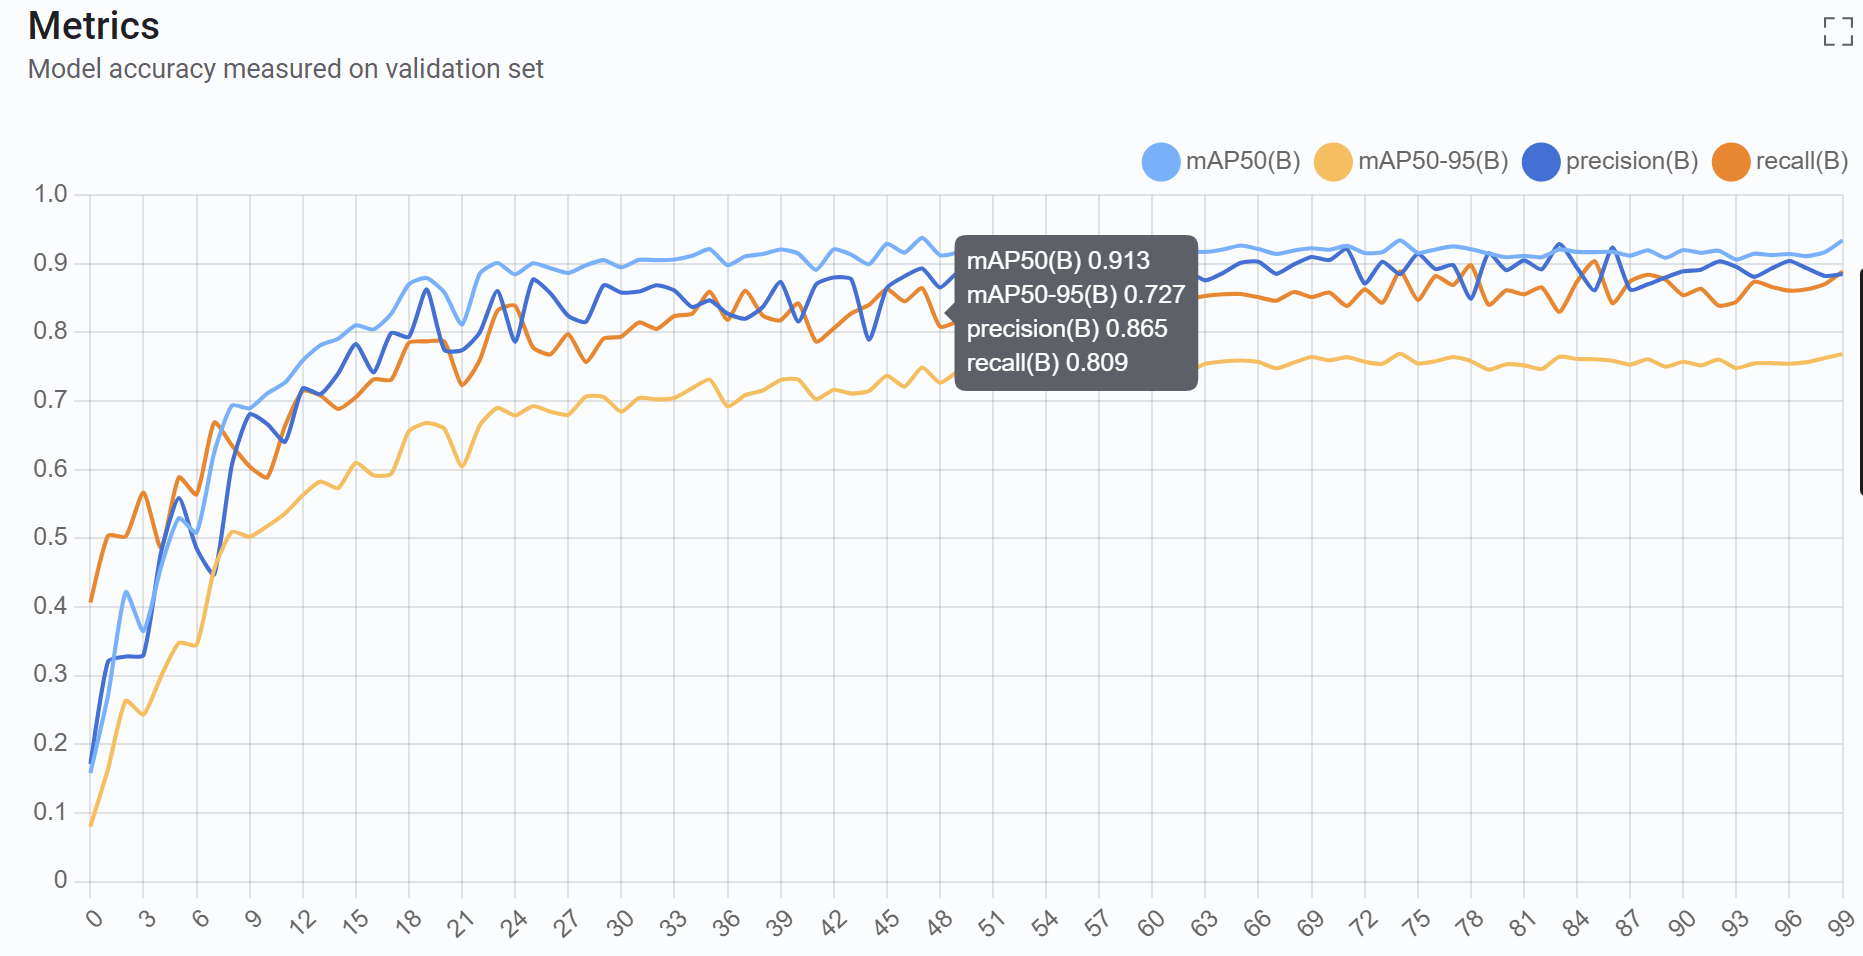 Metrics
Model accuracy measured on validation set
mAP50(B) mAP50-95(B) precision(B) recall(B)
1.0
0.9
0.8
0.7
0.6
0.5
0.4
0.3
0.2
0.1
0
mAP50(B) 0.913
mAP50-95(B) 0.727
precision(B) 0.865
recall(B) 0.809
0 3 6 9 12 15 18 21 24 27 30 33 36 39 42 45 48 51 54 57 60 63 66 69 72 75 78 81 84 87 90 93 96 99